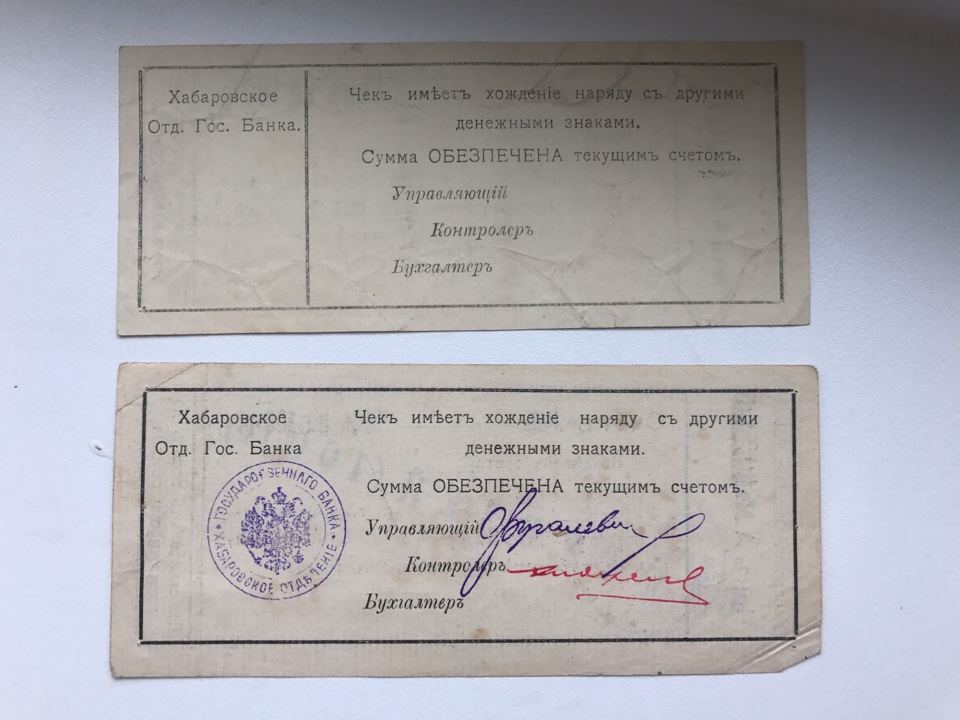 Хабаровское
Отд. Гос. Банка.
Чекъ имѣетъ хожденіе наряду съ другими
денежными знаками.
Сумма ОБЕЗПЕЧЕНА текущимъ счетомъ.
Управляющій
Контролеръ
Бухгалтеръ
Хабаровское
Отд. Гос. Банка
ГОСУДАРСТВЕННАГО БАНКА
ХАБАРОВСКОЕ ОТДѢЛЕНІЕ
Чекъ имѣетъ хожденіе наряду съ другими
денежными знаками.
Сумма ОБЕЗПЕЧЕНА текущимъ счетомъ.
Управляющій
Контролеръ
Бухгалтеръ